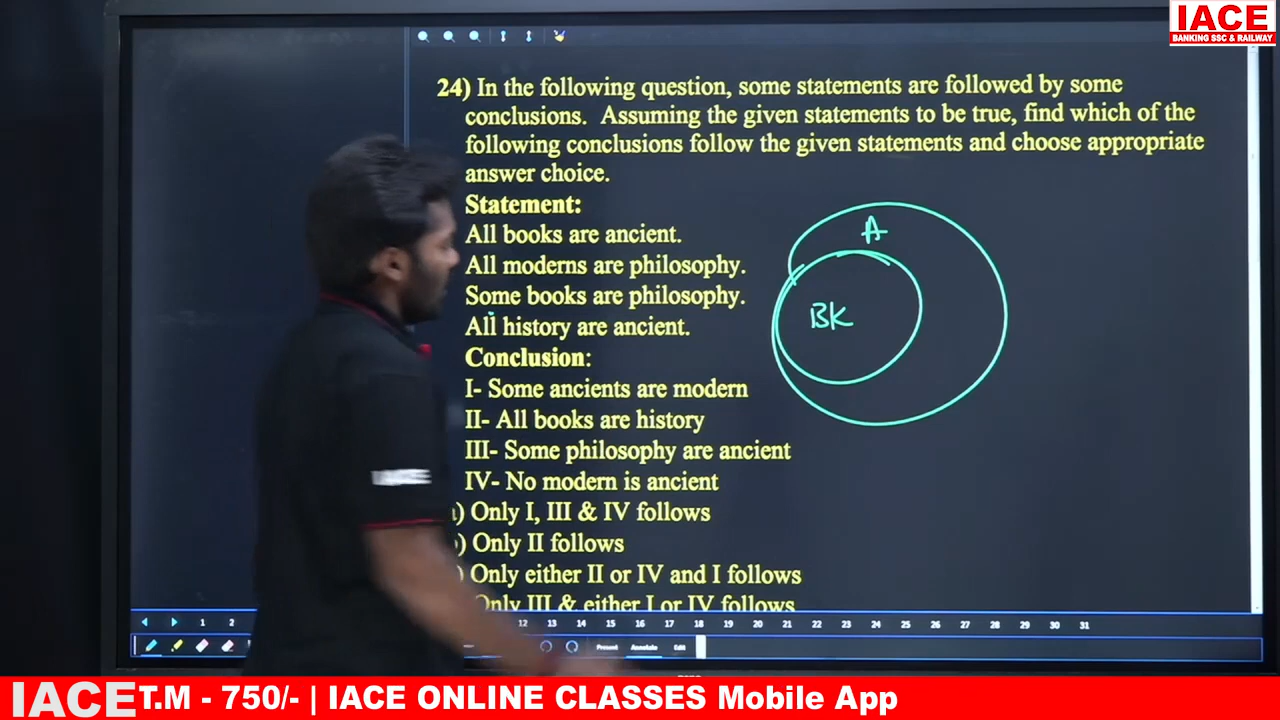 IACE
BANKING SSC & RAILWAY
24) In the following question, some statements are followed by some
conclusions. Assuming the given statements to be true, find which of the
following conclusions follow the given statements and choose appropriate
answer choice.
Statement:
All books are ancient.
All moderns are philosophy.
Some books are philosophy.
All history are ancient.
Conclusion:
I- Some ancients are modern
II- All books are history
III- Some philosophy are ancient
IV- No modern is ancient
) Only I, III & IV follows
) Only II follows
) Only either II or IV and I follows
Only III & either I or IV follows
A
BK
IACE
1 2 12 13 14 15 16 17 18 19 20 21 22 23 24 25 26 27 28 29 30 31
Present Annotate Edit
IACE T.M - 750/- | IACE ONLINE CLASSES Mobile App